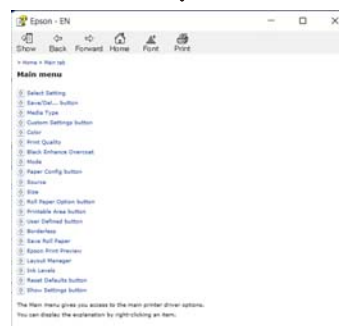 Epson - EN
Show Back Forward Home Font Print
> Home > Main tab
Main menu
Select Setting
Save/Del... button
Media Type
Custom Settings button
Color
Print Quality
Black Enhance Overcoat
Mode
Paper Config button
Source
Size
Roll Paper Option button
Printable Area button
User Defined button
Borderless
Save Roll Paper
Epson Print Preview
Layout Manager
Ink Levels
Reset Defaults button
Show Settings button
The Main menu gives you access to the main printer driver options.
You can display the explanation by right-clicking an item.